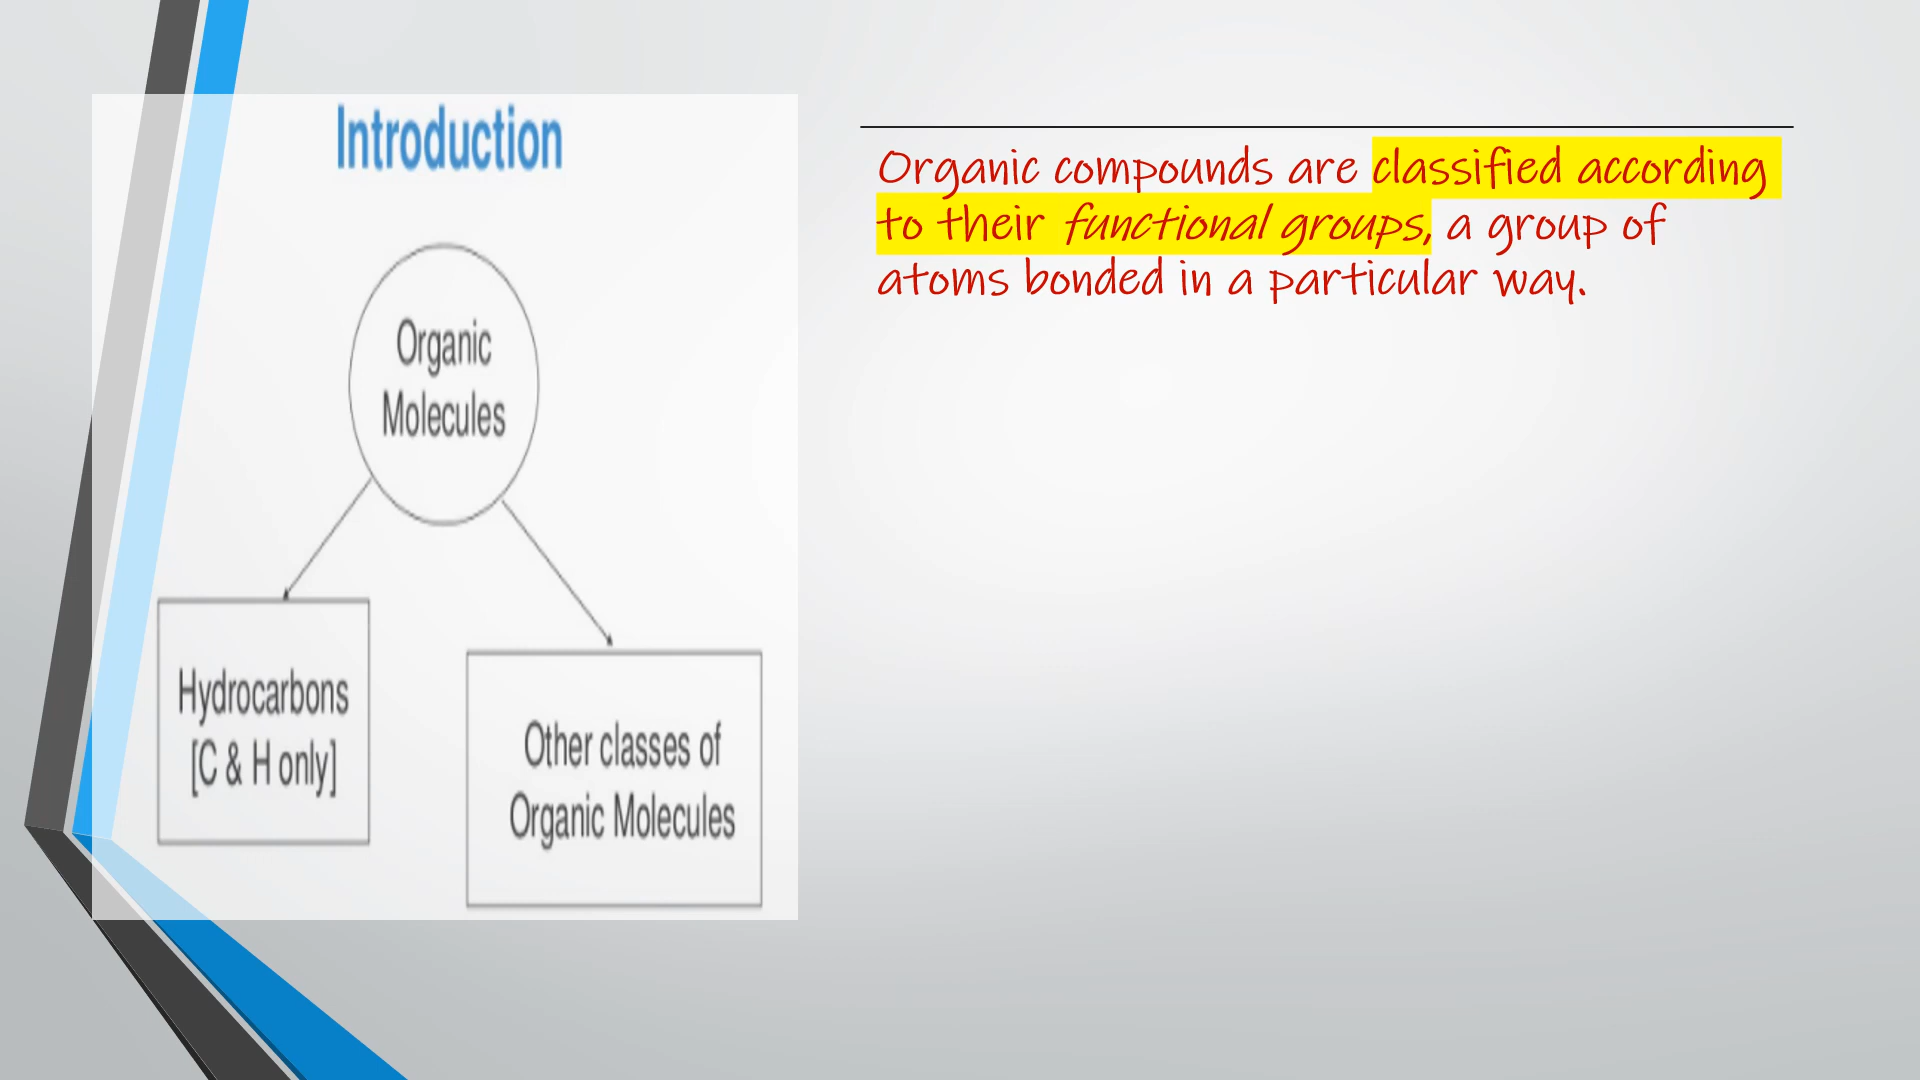 Introduction
Organic
Molecules
Hydrocarbons
[C & H only]
Other classes of
Organic Molecules
Organic compounds are classified according
to their functional groups, a group of
atoms bonded in a particular way.